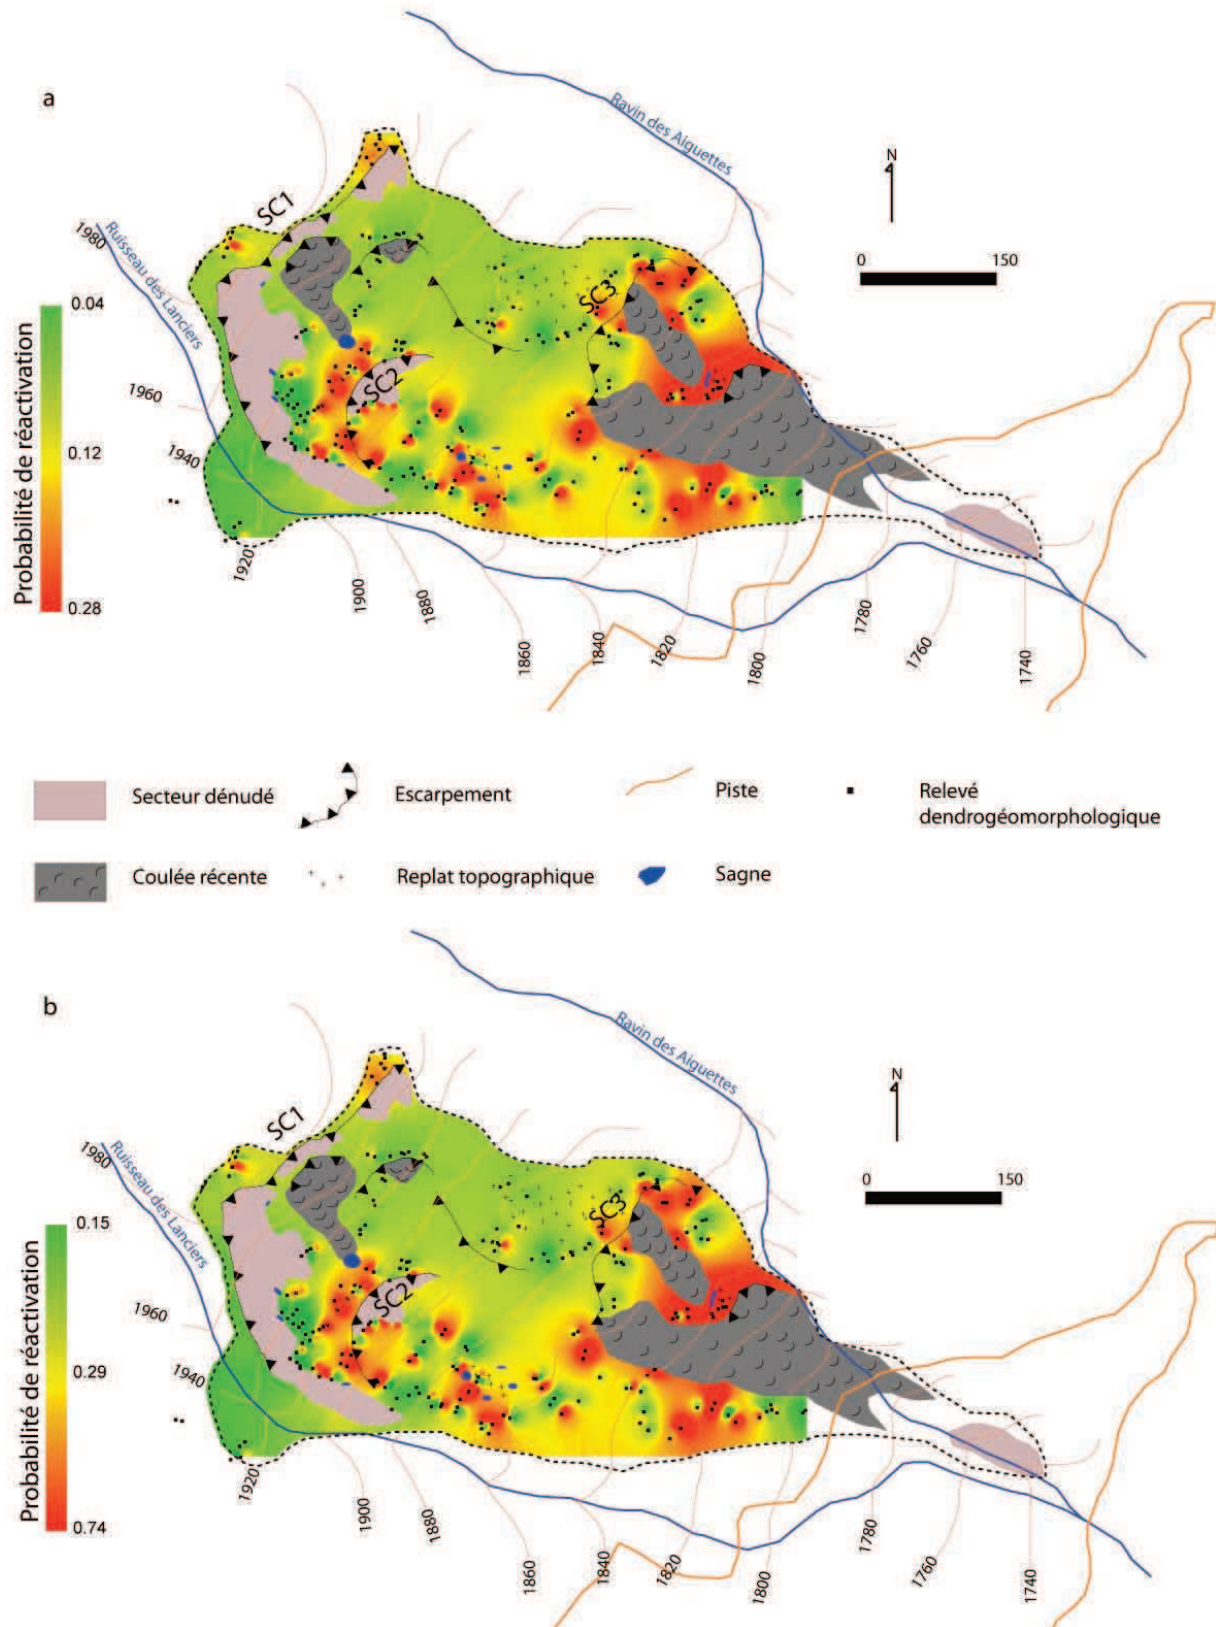 a
Ravin des Aiguettes
N
SC1
1980
Ruisseau des Lanciers
0 150
SC3
0.04
Probabilité de réactivation
SC2
1960
0.12
1940
1920
0.28
1900
1880
1860
1840
1820
1800
1780
1760
1740
Secteur dénudé
Escarpement
Piste
Relevé
dendrogéomorphologique
Coulée récente
Replat topographique
Sagne
b
Ravin des Aiguettes
N
SC1
1980
Ruisseau des Lanciers
0 150
SC3
0.15
Probabilité de réactivation
SC2
1960
0.29
1940
1920
0.74
1900
1880
1860
1840
1820
1800
1780
1760
1740